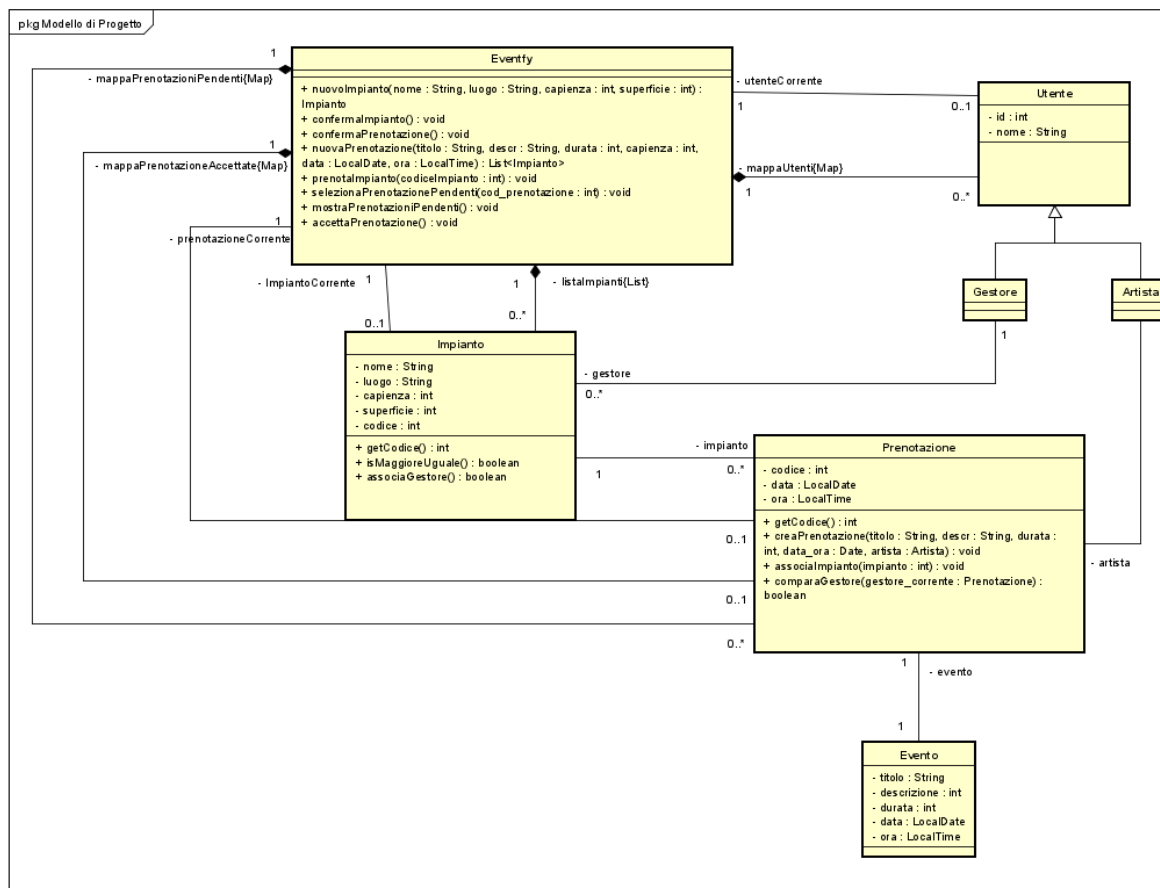 pkg Modello di Progetto
1
- mappaPrenotazioniPendenti{Map}
1
- mappaPrenotazioneAccettate{Map}
1
- prenotazioneCorrente
Eventfy
+ nuovoImpianto(nome : String, luogo : String, capienza : int, superficie : int) :
Impianto
+ confermaImpianto() : void
+ confermaPrenotazione() : void
+ nuovaPrenotazione(titolo : String, descr : String, durata : int, capienza : int,
data : LocalDate, ora : LocalTime) : List<Impianto>
+ prenotaImpianto(codiceImpianto : int) : void
+ selezionaPrenotazionePendenti(cod_prenotazione : int) : void
+ mostraPrenotazioniPendenti() : void
+ accettaPrenotazione() : void
- utenteCorrente
1
0..1
- mappaUtenti{Map}
1
0..*
Utente
- id : int
- nome : String
- ImpiantoCorrente
1
0..1
1
- listaImpianti{List}
0..*
Gestore
1
Artista
Impianto
- nome : String
- luogo : String
- capienza : int
- superficie : int
- codice : int
+ getCodice() : int
+ isMaggioreUguale() : boolean
+ associaGestore() : boolean
- gestore
0..*
- impianto
1
0..*
Prenotazione
- codice : int
- data : LocalDate
- ora : LocalTime
+ getCodice() : int
+ creaPrenotazione(titolo : String, descr : String, durata :
int, data_ora : Date, artista : Artista) : void
+ associaImpianto(impianto : int) : void
+ comparaGestore(gestore_corrente : Prenotazione) :
boolean
0..1
0..1
0..*
- artista
1
- evento
1
Evento
- titolo : String
- descrizione : int
- durata : int
- data : LocalDate
- ora : LocalTime